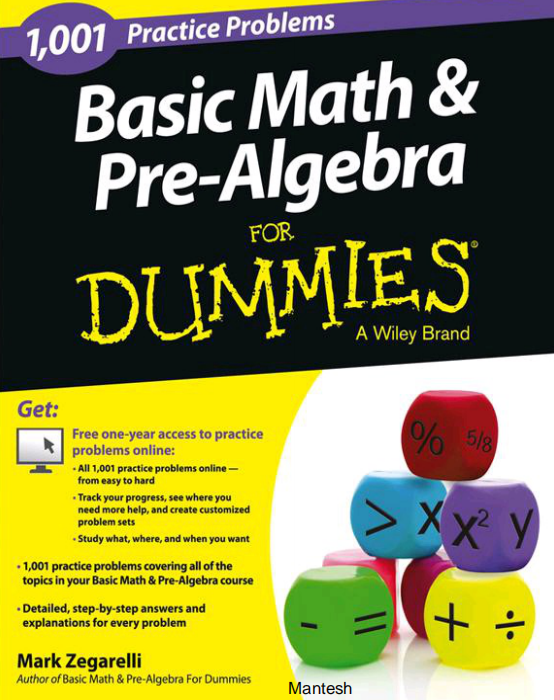 1,001 Practice Problems
Basic Math &
Pre-Algebra
FOR
DUMMIES®
A Wiley Brand
Get:
Free one-year access to practice
problems online:
• All 1,001 practice problems online —
from easy to hard
• Track your progress, see where you
need more help, and create customized
problem sets
• Study what, where, and when you want
• 1,001 practice problems covering all of the
topics in your Basic Math & Pre-Algebra course
• Detailed, step-by-step answers and
explanations for every problem
Mark Zegarelli
Author of Basic Math & Pre-Algebra For Dummies
% 5/8
> x
x² y
- =
+ ÷
Mantesh